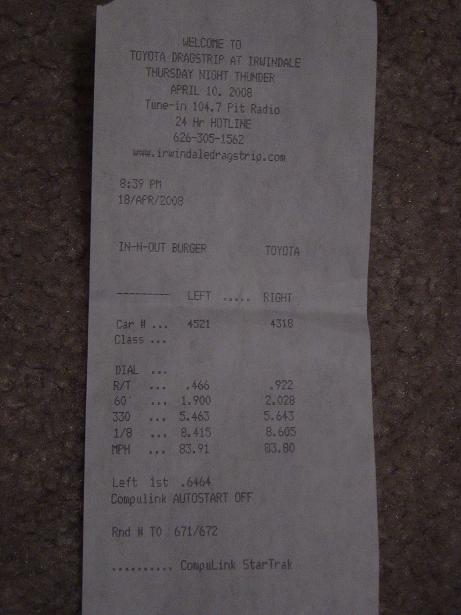 WELCOME TO
TOYOTA DRAGSTRIP AT IRWINDALE
THURSDAY NIGHT THUNDER
APRIL 10, 2008
Tune-in 104.7 Pit Radio
24 Hr HOTLINE
626-305-1562
www.irwindaledragstrip.com
8:39 PM
10/APR/2008
IN-N-OUT BURGER TOYOTA
--------- LEFT ..... RIGHT
Car # ... 4521 4318
Class ...
DIAL ...
R/T ... .466 .922
60' ... 1.900 2.028
330 ... 5.463 5.643
1/8 ... 8.415 8.605
MPH ... 83.91 83.80
Left 1st .6464
Compulink AUTOSTART OFF
Rnd # TO 671/672
.......... CompuLink StarTrak